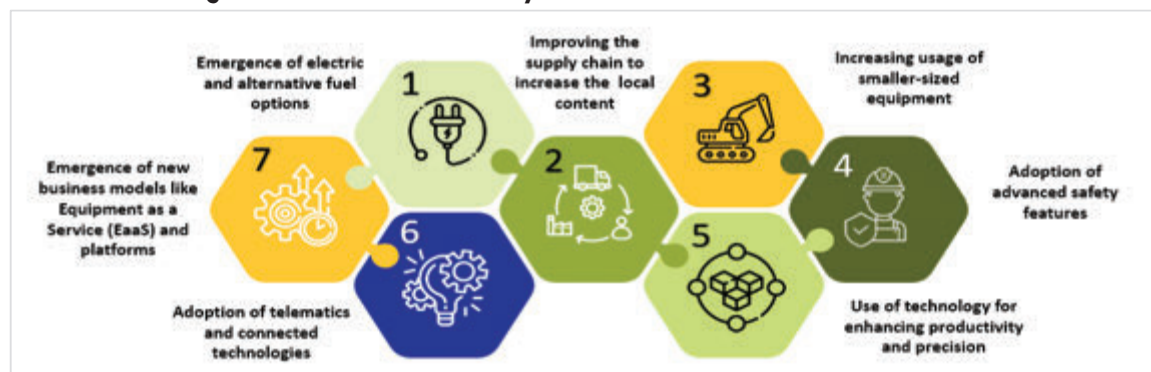 Emergence of electric
and alternative fuel
options
1
Improving the
supply chain to
increase the local
content
2
3
Increasing usage of
smaller-sized
equipment
4
Adoption of
advanced safety
features
5
Use of technology for
enhancing productivity
and precision
6
Adoption of telematics
and connected
technologies
7
Emergence of new
business models like
Equipment as a
Service (EaaS) and
platforms